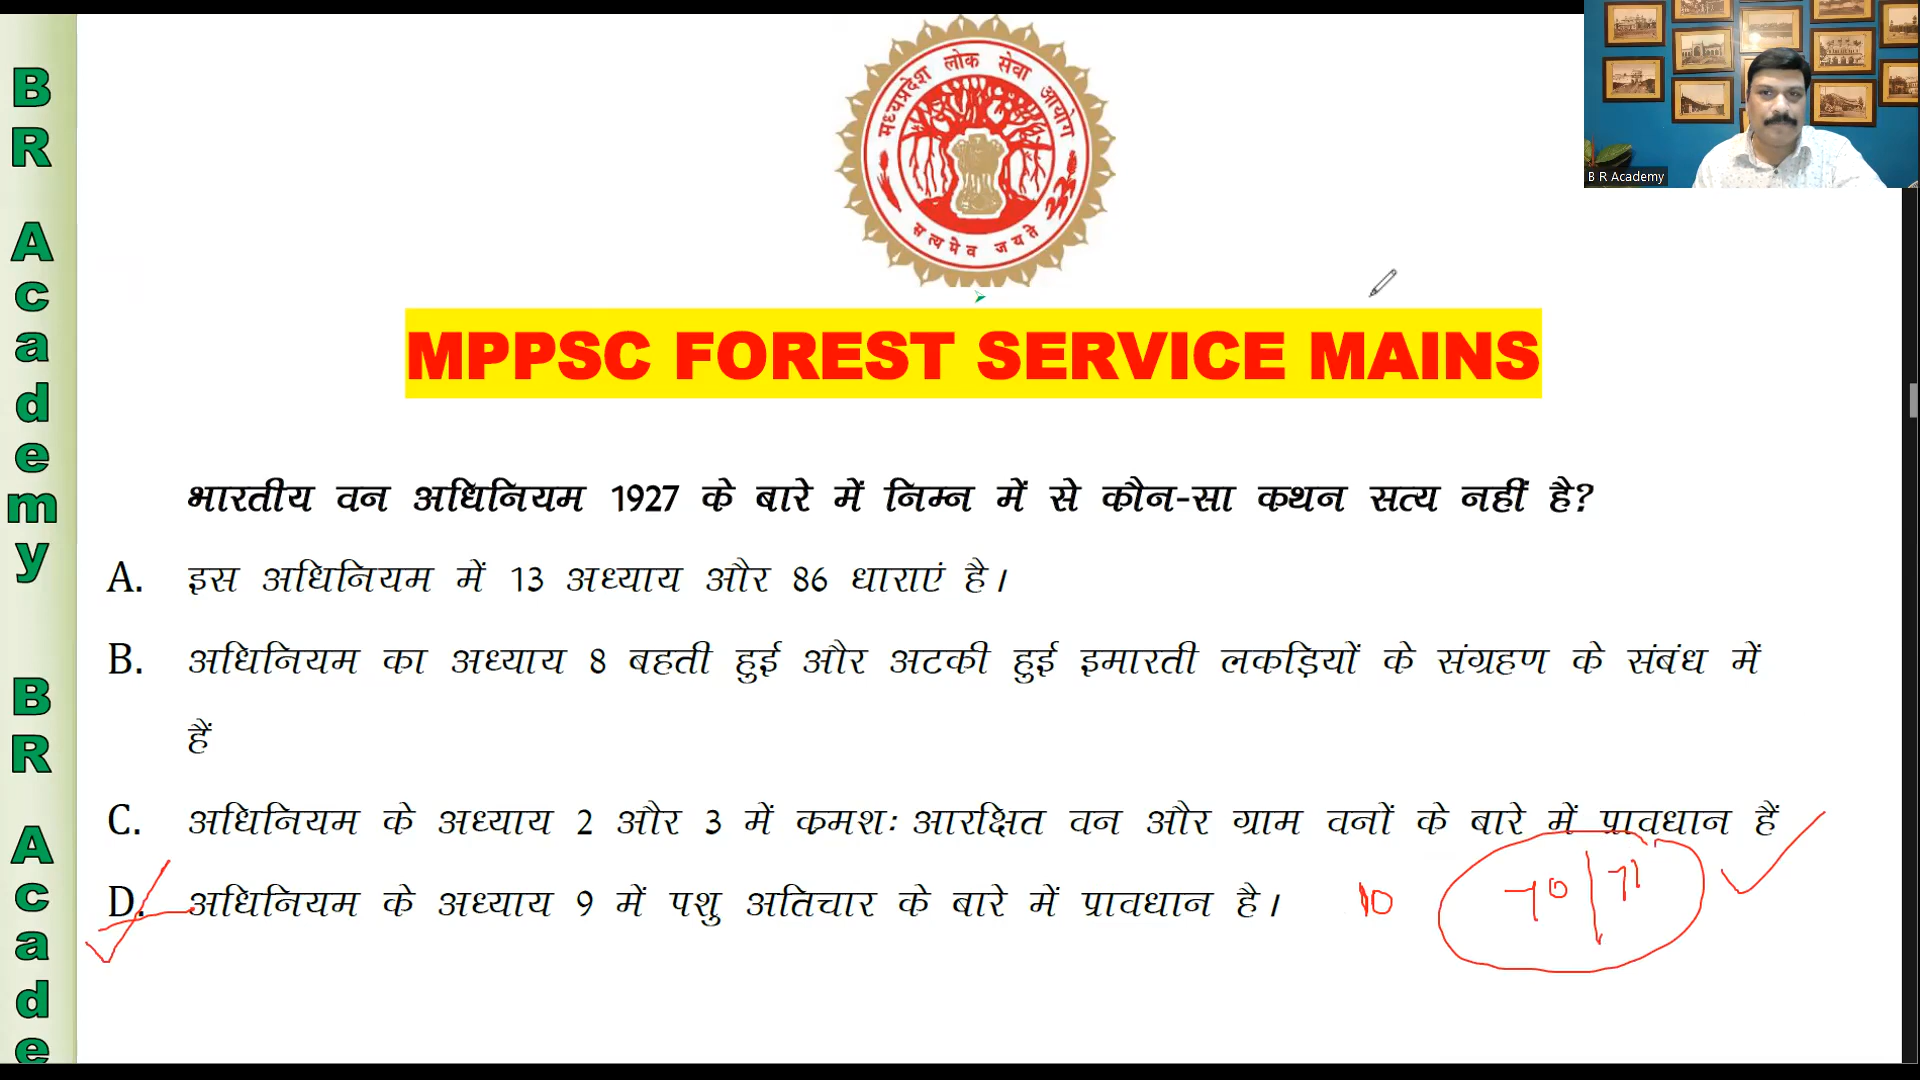 B R Academy B R Acade
मध्यप्रदेश लोक सेवा आयोग
सत्यमेव जयते
B R Academy
MPPSC FOREST SERVICE MAINS
भारतीय वन अधिनियम 1927 के बारे में निम्न में से कौन-सा कथन सत्य नहीं है?
A. इस अधिनियम में 13 अध्याय और 86 धाराएं है।
B. अधिनियम का अध्याय 8 बहती हुई और अटकी हुई इमारती लकड़ियों के संग्रहण के संबंध में
हैं
C. अधिनियम के अध्याय 2 और 3 में क्रमशः आरक्षित वन और ग्राम वनों के बारे में प्रावधान हैं
D. अधिनियम के अध्याय 9 में पशु अतिचार के बारे में प्रावधान है। 10 70 71